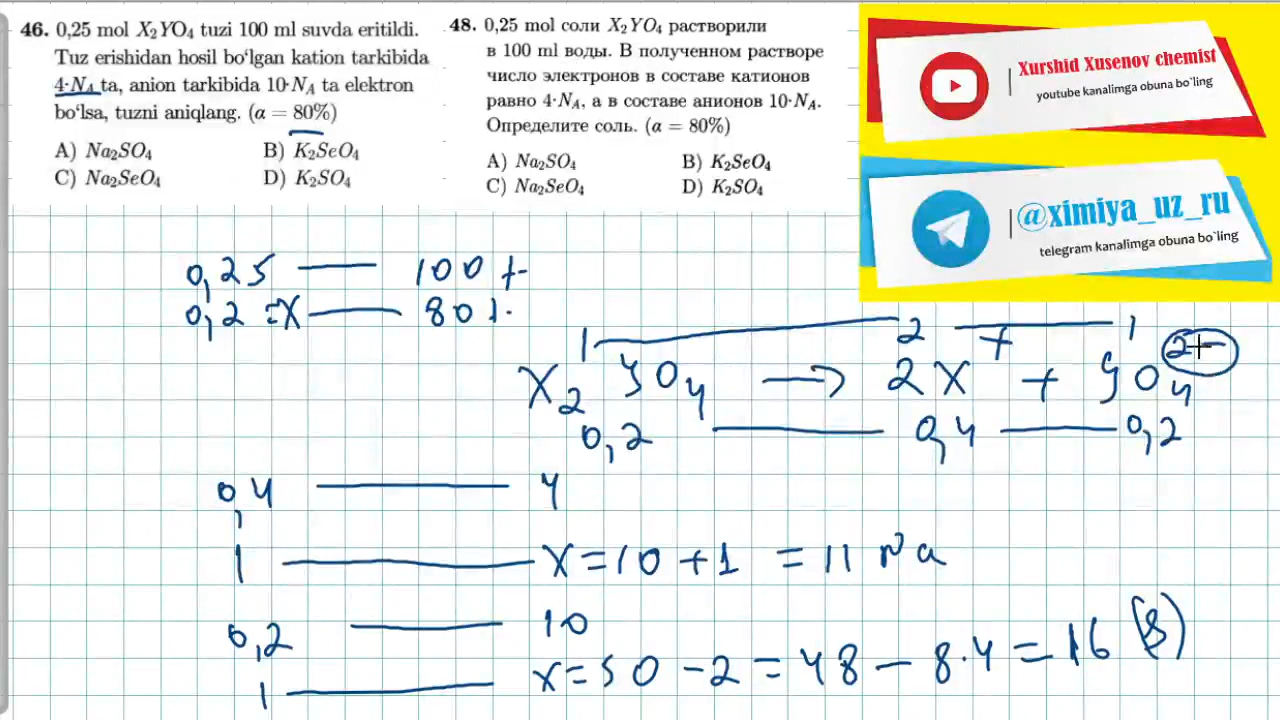 46. 0,25 mol X₂YO₄ tuzi 100 ml suvda eritildi.
Tuz erishidan hosil bo‘lgan kation tarkibida
4·N_A ta, anion tarkibida 10·N_A ta elektron
bo‘lsa, tuzni aniqlang. (α = 80%)
A) Na₂SO₄ B) K₂SeO₄
C) Na₂SeO₄ D) K₂SO₄
48. 0,25 mol соли X₂YO₄ растворили
в 100 ml воды. В полученном растворе
число электронов в составе катионов
равно 4·N_A, а в составе анионов 10·N_A.
Определите соль. (α = 80%)
A) Na₂SO₄ B) K₂SeO₄
C) Na₂SeO₄ D) K₂SO₄
Xurshid Xusenov chemist
youtube kanalimga obuna bo`ling
@ximiya_uz_ru
telegram kanalimga obuna bo`ling
0,25 — 100 %
0,2 = X — 80 %
1 — 2 — 1
X₂YO₄ → 2X⁺ + YO₄²⁻
0,2 — 0,4 — 0,2
0,4 — 4
1 — X = 10 + 1 = 11 Na
0,2 — 10
1 — X = 50 - 2 = 48 - 8·4 = 16 (S)